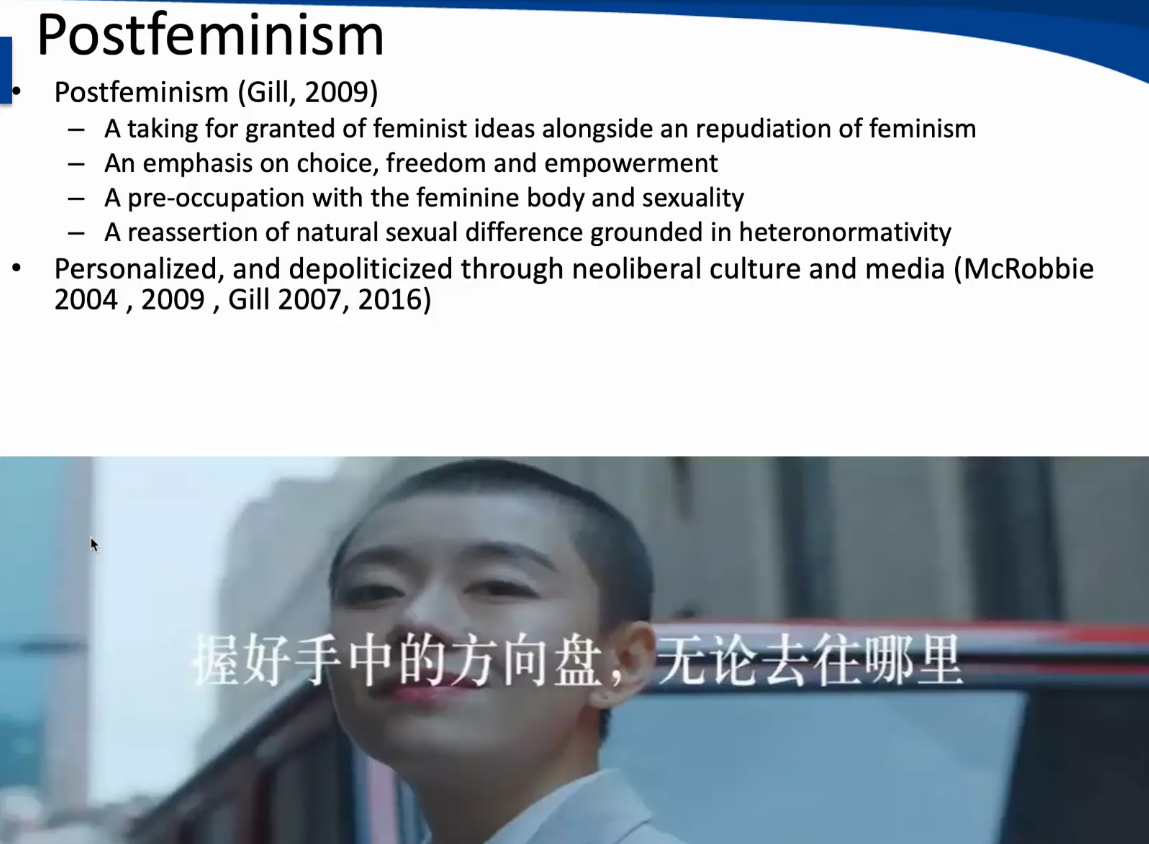 Postfeminism
• Postfeminism (Gill, 2009)
– A taking for granted of feminist ideas alongside an repudiation of feminism
– An emphasis on choice, freedom and empowerment
– A pre-occupation with the feminine body and sexuality
– A reassertion of natural sexual difference grounded in heteronormativity
• Personalized, and depoliticized through neoliberal culture and media (McRobbie
2004 , 2009 , Gill 2007, 2016)
握好手中的方向盘，无论去往哪里